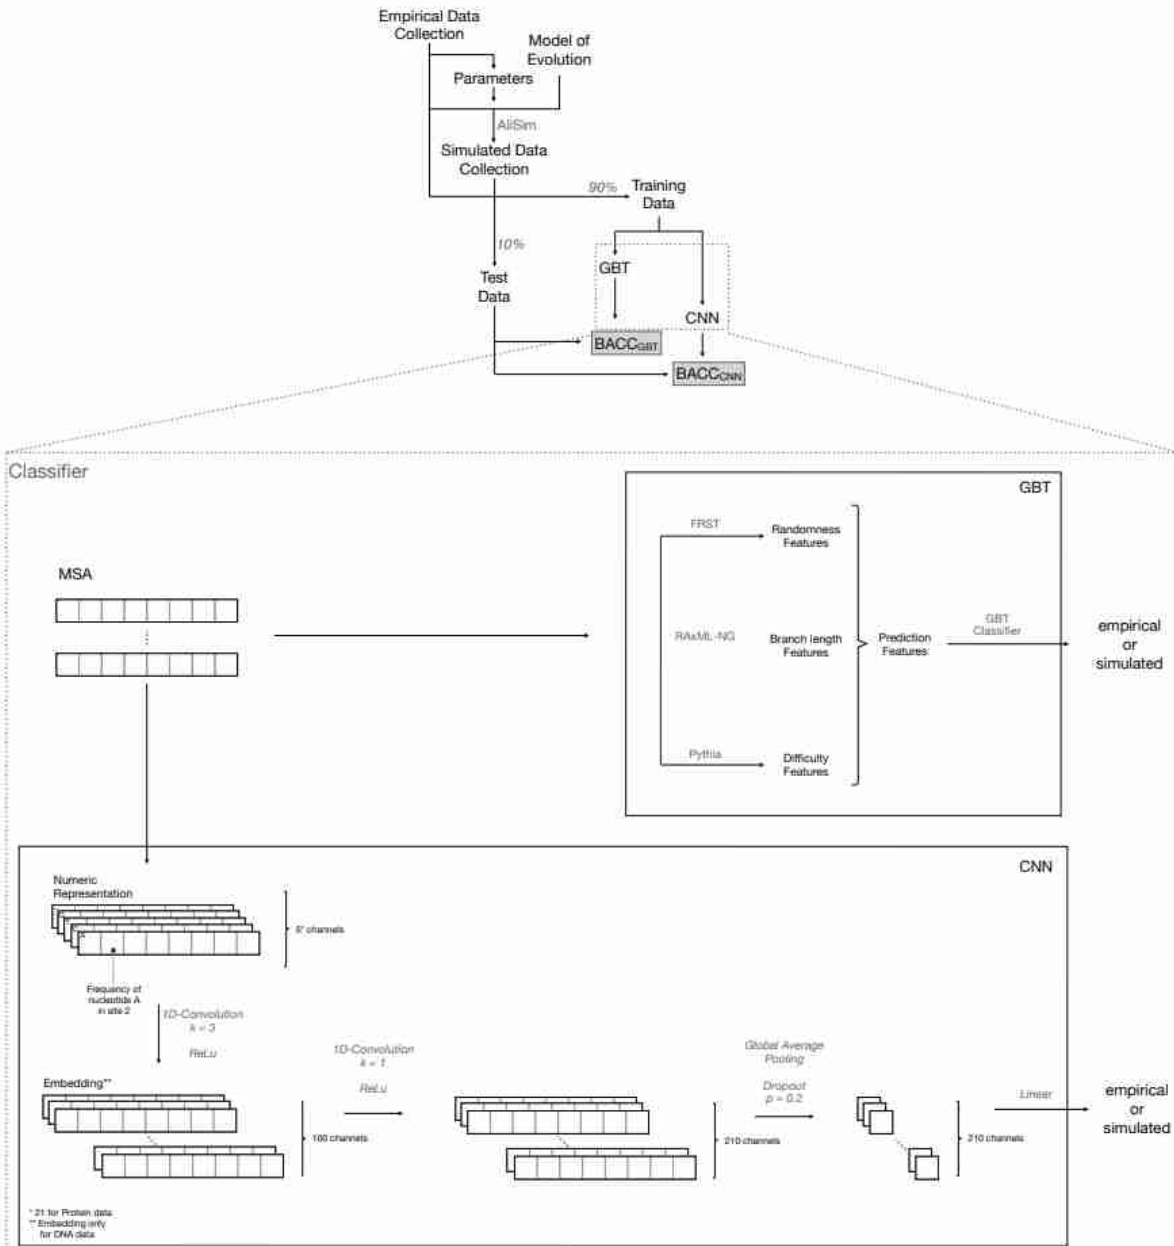 Empirical Data
Collection
Model of
Evolution
Parameters
AliSim
Simulated Data
Collection
90%
Training
Data
10%
Test
Data
GBT
CNN
BACC_GBT
BACC_CNN
Classifier
GBT
MSA
FRST
Randomness
Features
RAxML-NG
Branch length
Features
Prediction
Features
GBT
Classifier
empirical
or
simulated
Pythia
Difficulty
Features
CNN
Numeric
Representation
channels
Frequency of
nucleotide A
in site 2
1D-Convolution
k = 3
ReLu
1D-Convolution
k = 1
ReLu
Global Average
Pooling
Dropout
p = 0.2
Linear
Embedding**
100 channels
210 channels
210 channels
empirical
or
simulated
* 21 for Protein data
** Embedding only
for DNA data